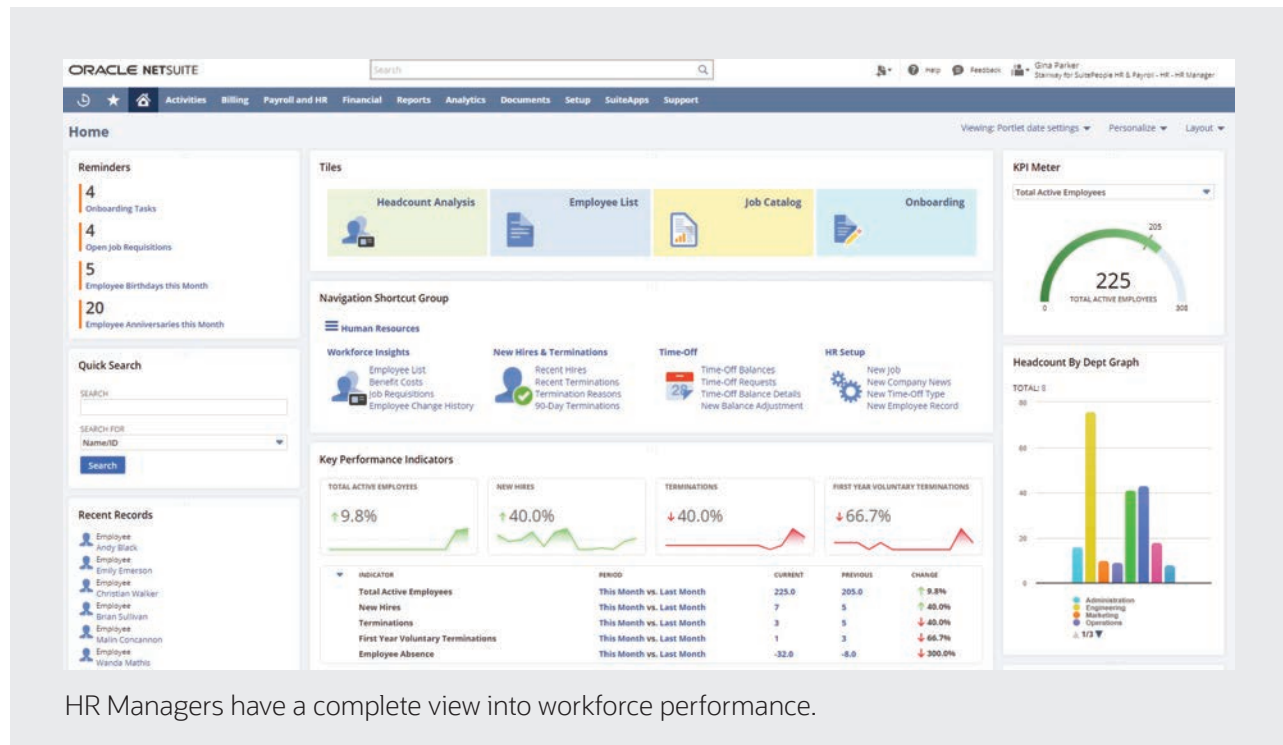 ORACLE NETSUITE
Search
Help
Feedback
Gina Parker
Stairway for SuitePeople HR & Payroll - HR - HR Manager
Activities Billing Payroll and HR Financial Reports Analytics Documents Setup SuiteApps Support
Home
Viewing: Portlet date settings Personalize Layout
Reminders
4
Onboarding Tasks
4
Open Job Requisitions
5
Employee Birthdays this Month
20
Employee Anniversaries this Month
Quick Search
SEARCH
SEARCH FOR
Name/ID
Search
Recent Records
Employee
Andy Black
Employee
Emily Emerson
Employee
Christian Walker
Employee
Brian Sullivan
Employee
Malin Concannon
Employee
Wanda Mathis
Tiles
Headcount Analysis
Employee List
Job Catalog
Onboarding
Navigation Shortcut Group
Human Resources
Workforce Insights
Employee List
Benefit Costs
Job Requisitions
Employee Change History
New Hires & Terminations
Recent Hires
Recent Terminations
Termination Reasons
90-Day Terminations
Time-Off
28
Time-Off Balances
Time-Off Requests
Time-Off Balance Details
New Balance Adjustment
HR Setup
New Job
New Company News
New Time-Off Type
New Employee Record
Key Performance Indicators
TOTAL ACTIVE EMPLOYEES
↑9.8%
NEW HIRES
↑40.0%
TERMINATIONS
↓40.0%
FIRST YEAR VOLUNTARY TERMINATIONS
↓66.7%
INDICATOR PERIOD CURRENT PREVIOUS CHANGE
Total Active Employees This Month vs. Last Month 225.0 205.0 ↑ 9.8%
New Hires This Month vs. Last Month 7 5 ↑ 40.0%
Terminations This Month vs. Last Month 3 5 ↓ 40.0%
First Year Voluntary Terminations This Month vs. Last Month 1 3 ↓ 66.7%
Employee Absence This Month vs. Last Month -32.0 -8.0 ↓ 300.0%
KPI Meter
Total Active Employees
205
225
TOTAL ACTIVE EMPLOYEES
0
300
Headcount By Dept Graph
TOTAL: 8
80
60
40
20
0
Administration
Engineering
Marketing
Operations
1/3
HR Managers have a complete view into workforce performance.